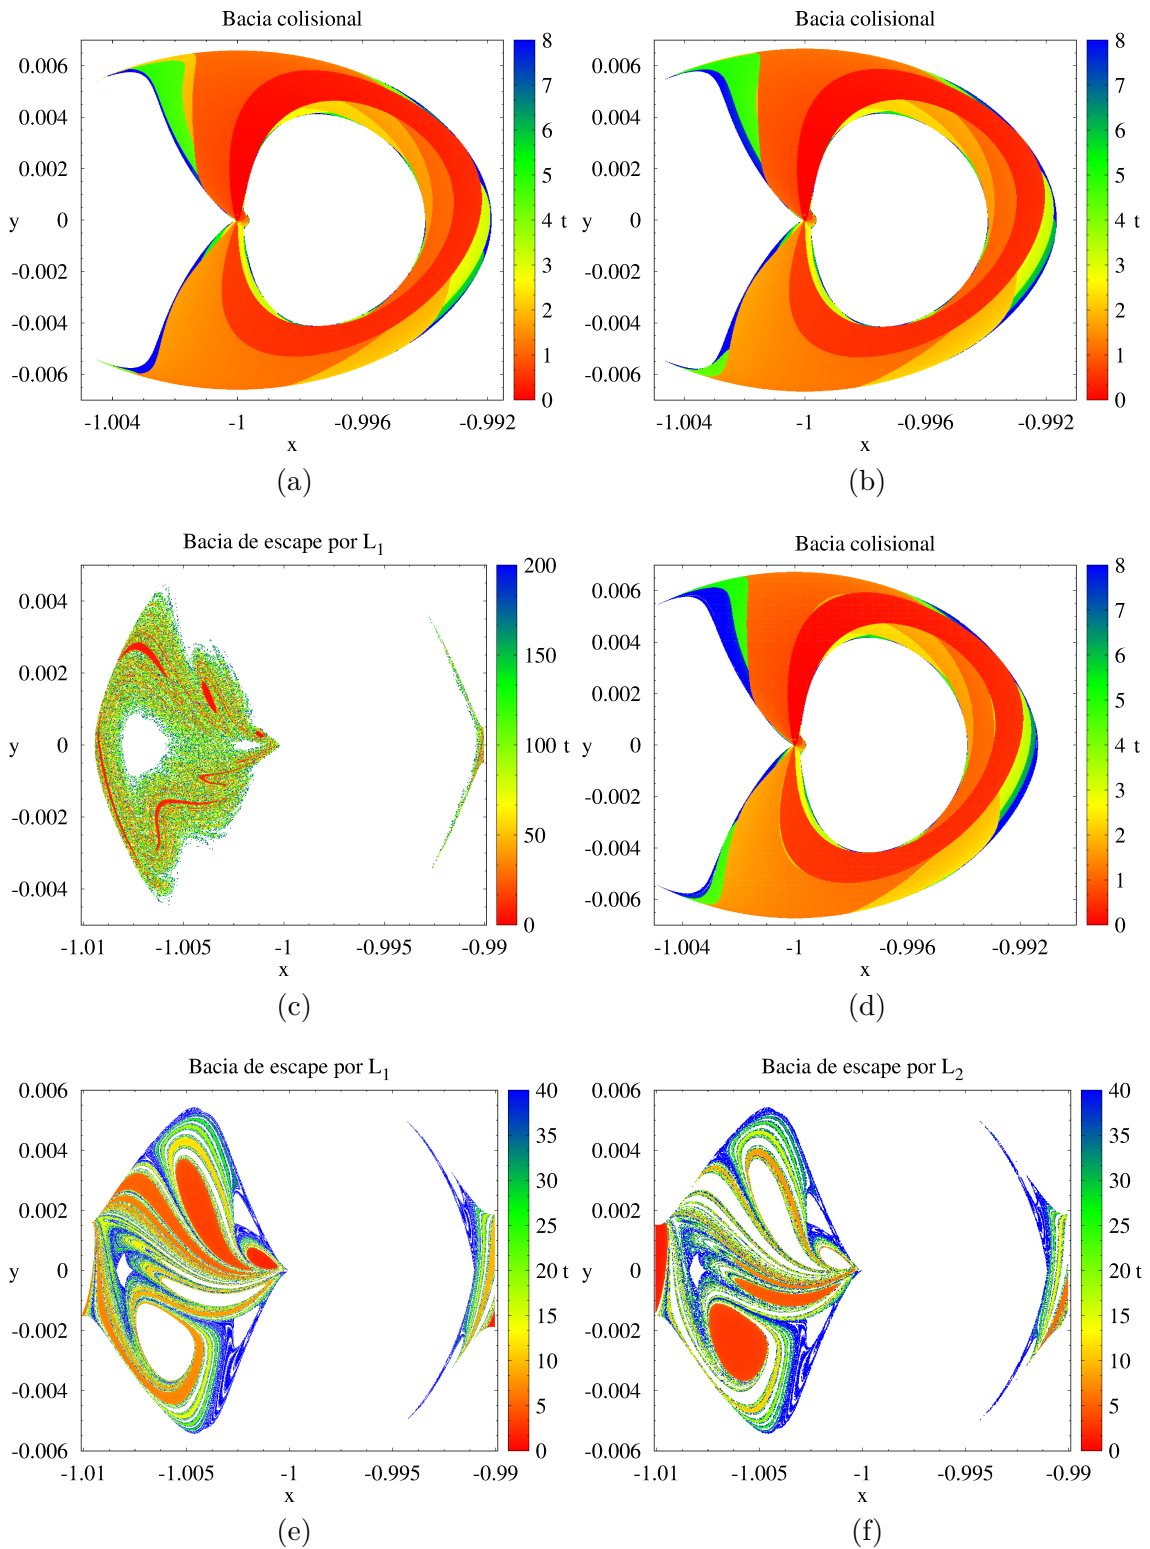 Bacia colisional
0.006
0.004
0.002
0
-0.002
-0.004
-0.006
y
-1.004 -1 -0.996 -0.992
x
8
7
6
5
4 t
3
2
1
0
(a)
Bacia colisional
0.006
0.004
0.002
0
-0.002
-0.004
-0.006
y
-1.004 -1 -0.996 -0.992
x
8
7
6
5
4 t
3
2
1
0
(b)
Bacia de escape por L1
0.004
0.002
0
-0.002
-0.004
y
-1.01 -1.005 -1 -0.995 -0.99
x
200
150
100 t
50
0
(c)
Bacia colisional
0.006
0.004
0.002
0
-0.002
-0.004
-0.006
y
-1.004 -1 -0.996 -0.992
x
8
7
6
5
4 t
3
2
1
0
(d)
Bacia de escape por L1
0.006
0.004
0.002
0
-0.002
-0.004
-0.006
y
-1.01 -1.005 -1 -0.995 -0.99
x
40
35
30
25
20 t
15
10
5
0
(e)
Bacia de escape por L2
0.006
0.004
0.002
0
-0.002
-0.004
-0.006
y
-1.01 -1.005 -1 -0.995 -0.99
x
40
35
30
25
20 t
15
10
5
0
(f)